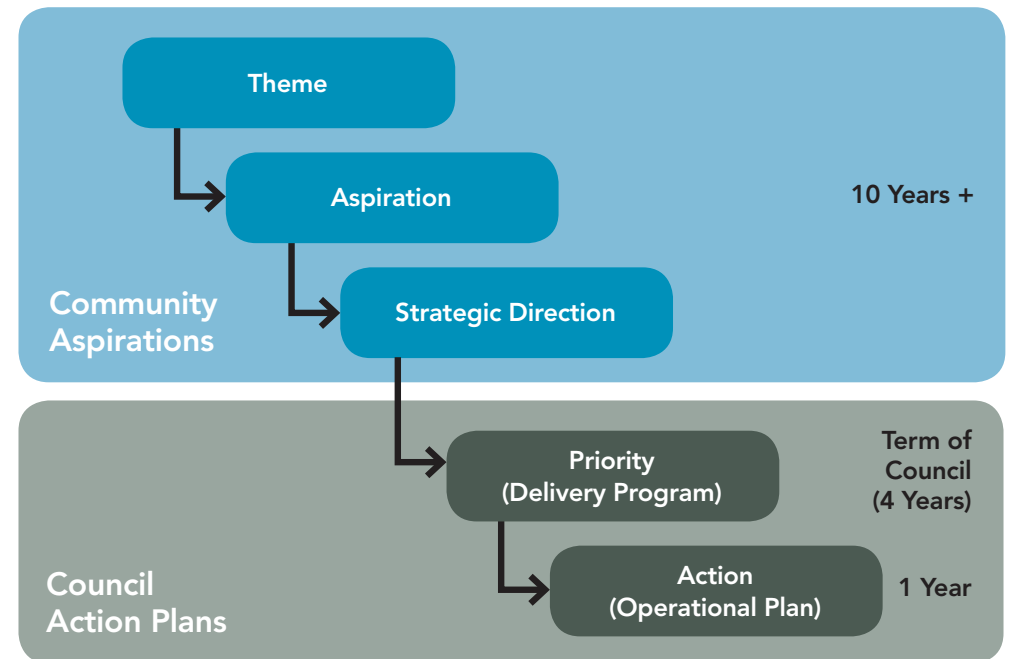 Theme
Aspiration
10 Years +
Strategic Direction
Community
Aspirations
Priority
(Delivery Program)
Term of
Council
(4 Years)
Action
(Operational Plan)
1 Year
Council
Action Plans